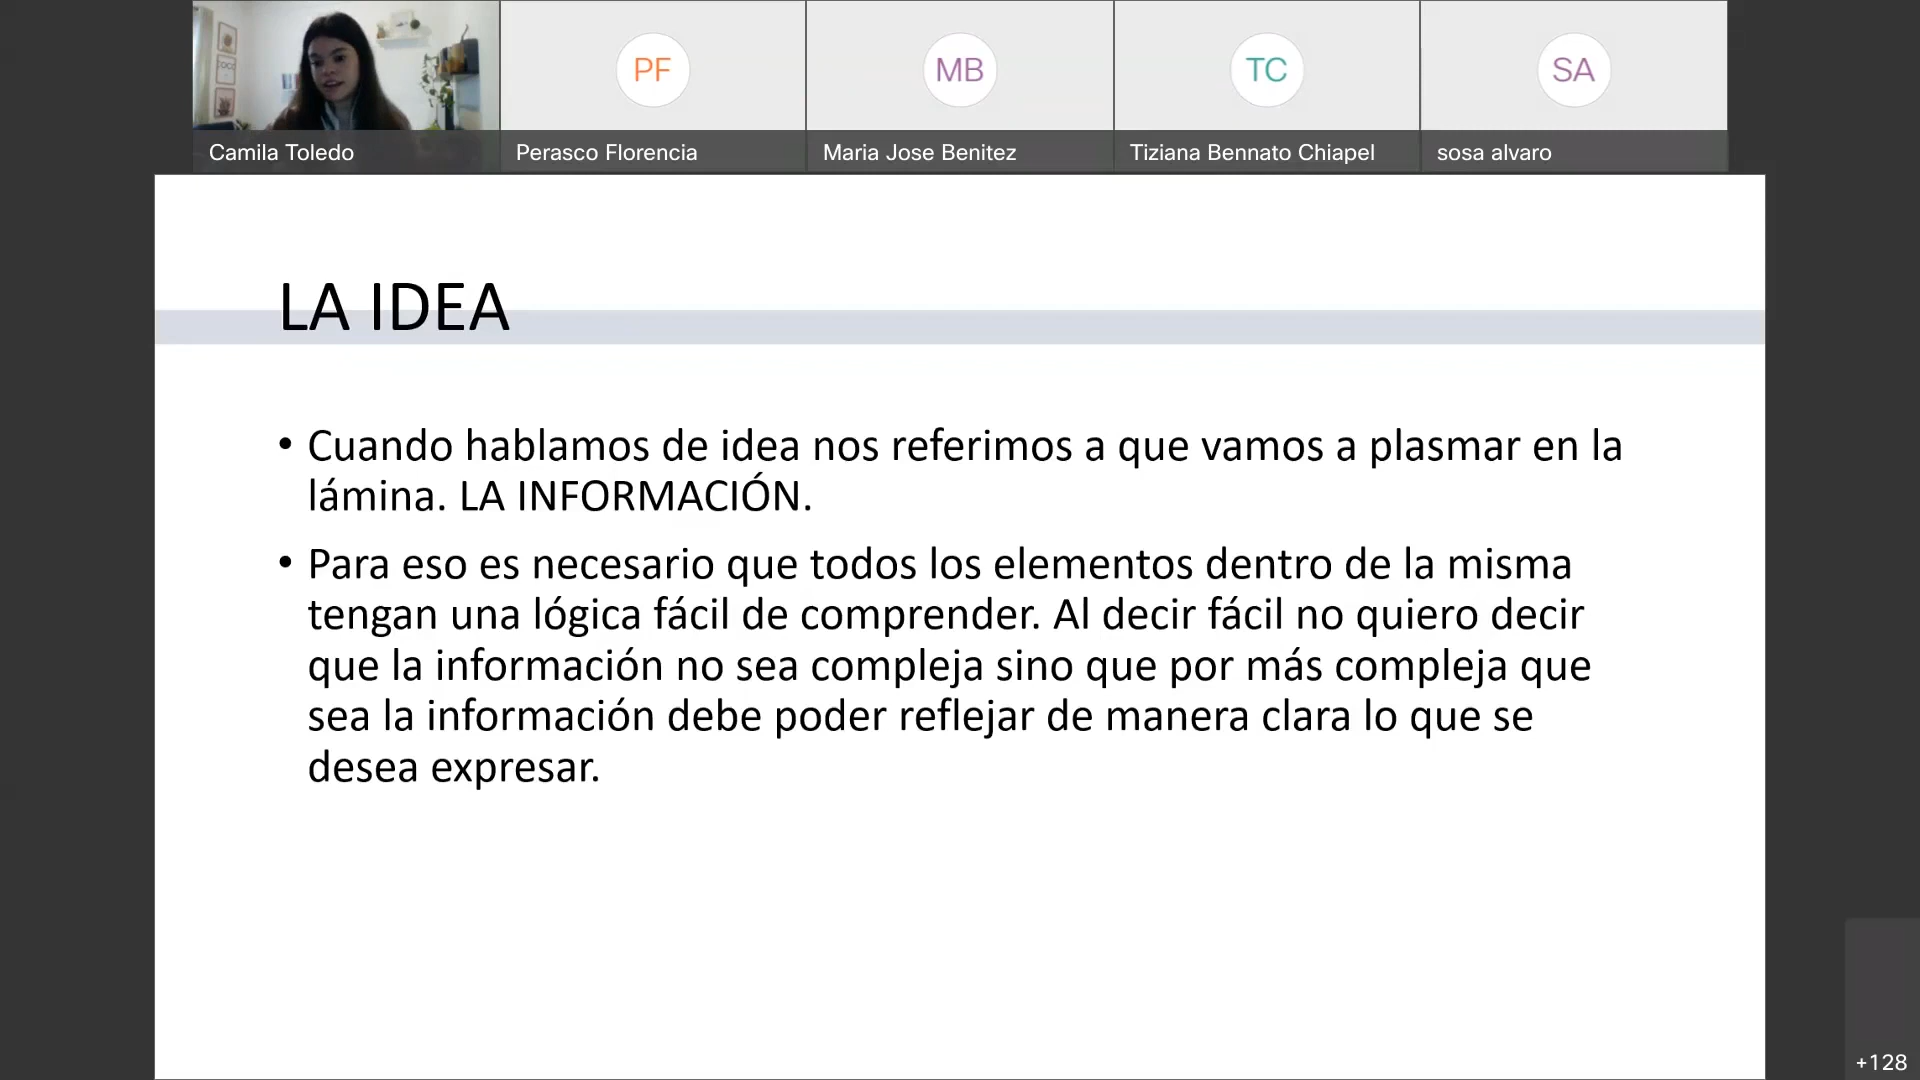 PF
MB
TC
SA
Camila Toledo
Perasco Florencia
Maria Jose Benitez
Tiziana Bennato Chiapel
sosa alvaro
LA IDEA
• Cuando hablamos de idea nos referimos a que vamos a plasmar en la
lámina. LA INFORMACIÓN.
• Para eso es necesario que todos los elementos dentro de la misma
tengan una lógica fácil de comprender. Al decir fácil no quiero decir
que la información no sea compleja sino que por más compleja que
sea la información debe poder reflejar de manera clara lo que se
desea expresar.
+128